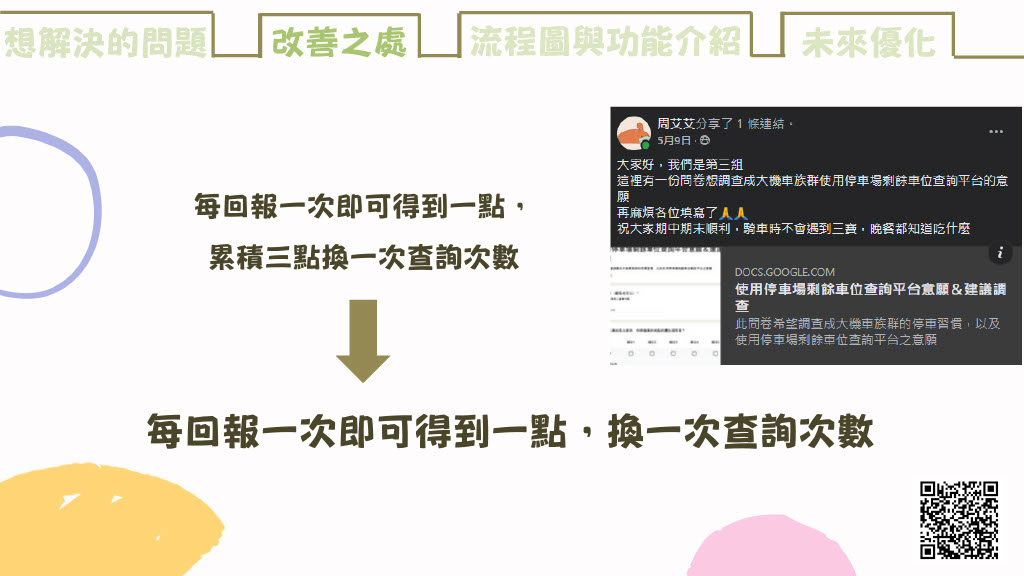 想解決的問題
改善之處
流程圖與功能介紹
未來優化
每回報一次即可得到一點，
累積三點換一次查詢次數
每回報一次即可得到一點，換一次查詢次數
周艾艾分享了 1 條連結。
5月9日
大家好，我們是第三組
這裡有一份問卷想調查成大機車族群使用停車場剩餘車位查詢平台的意
願
再麻煩各位填寫了🙏🙏
祝大家期中期末順利，騎車時不會遇到三寶，晚餐都知道吃什麼
DOCS.GOOGLE.COM
使用停車場剩餘車位查詢平台意願＆建議調
查
此問卷希望調查成大機車族群的停車習慣，以及
使用停車場剩餘車位查詢平台之意願